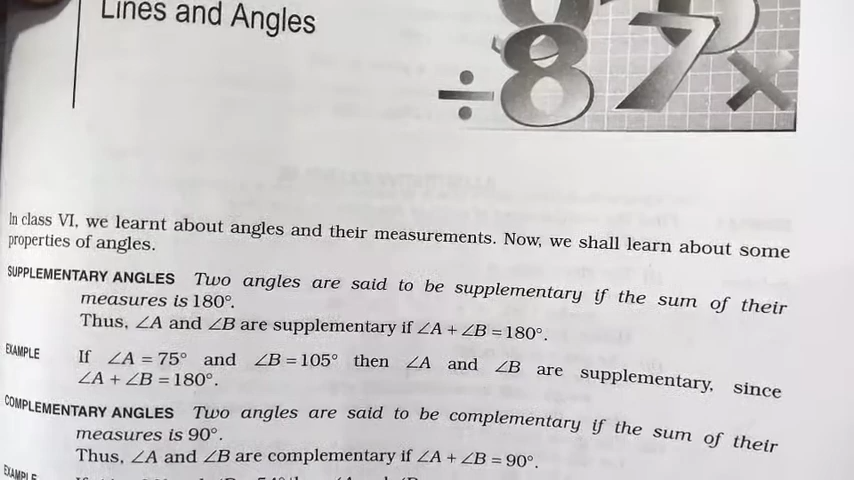 Lines and Angles
÷ 8 7 ×
In class VI, we learnt about angles and their measurements. Now, we shall learn about some
properties of angles.
SUPPLEMENTARY ANGLES Two angles are said to be supplementary if the sum of their
measures is 180°.
Thus, ∠A and ∠B are supplementary if ∠A + ∠B = 180°.
EXAMPLE If ∠A = 75° and ∠B = 105° then ∠A and ∠B are supplementary, since
∠A + ∠B = 180°.
COMPLEMENTARY ANGLES Two angles are said to be complementary if the sum of their
measures is 90°.
Thus, ∠A and ∠B are complementary if ∠A + ∠B = 90°.
EXAMPLE